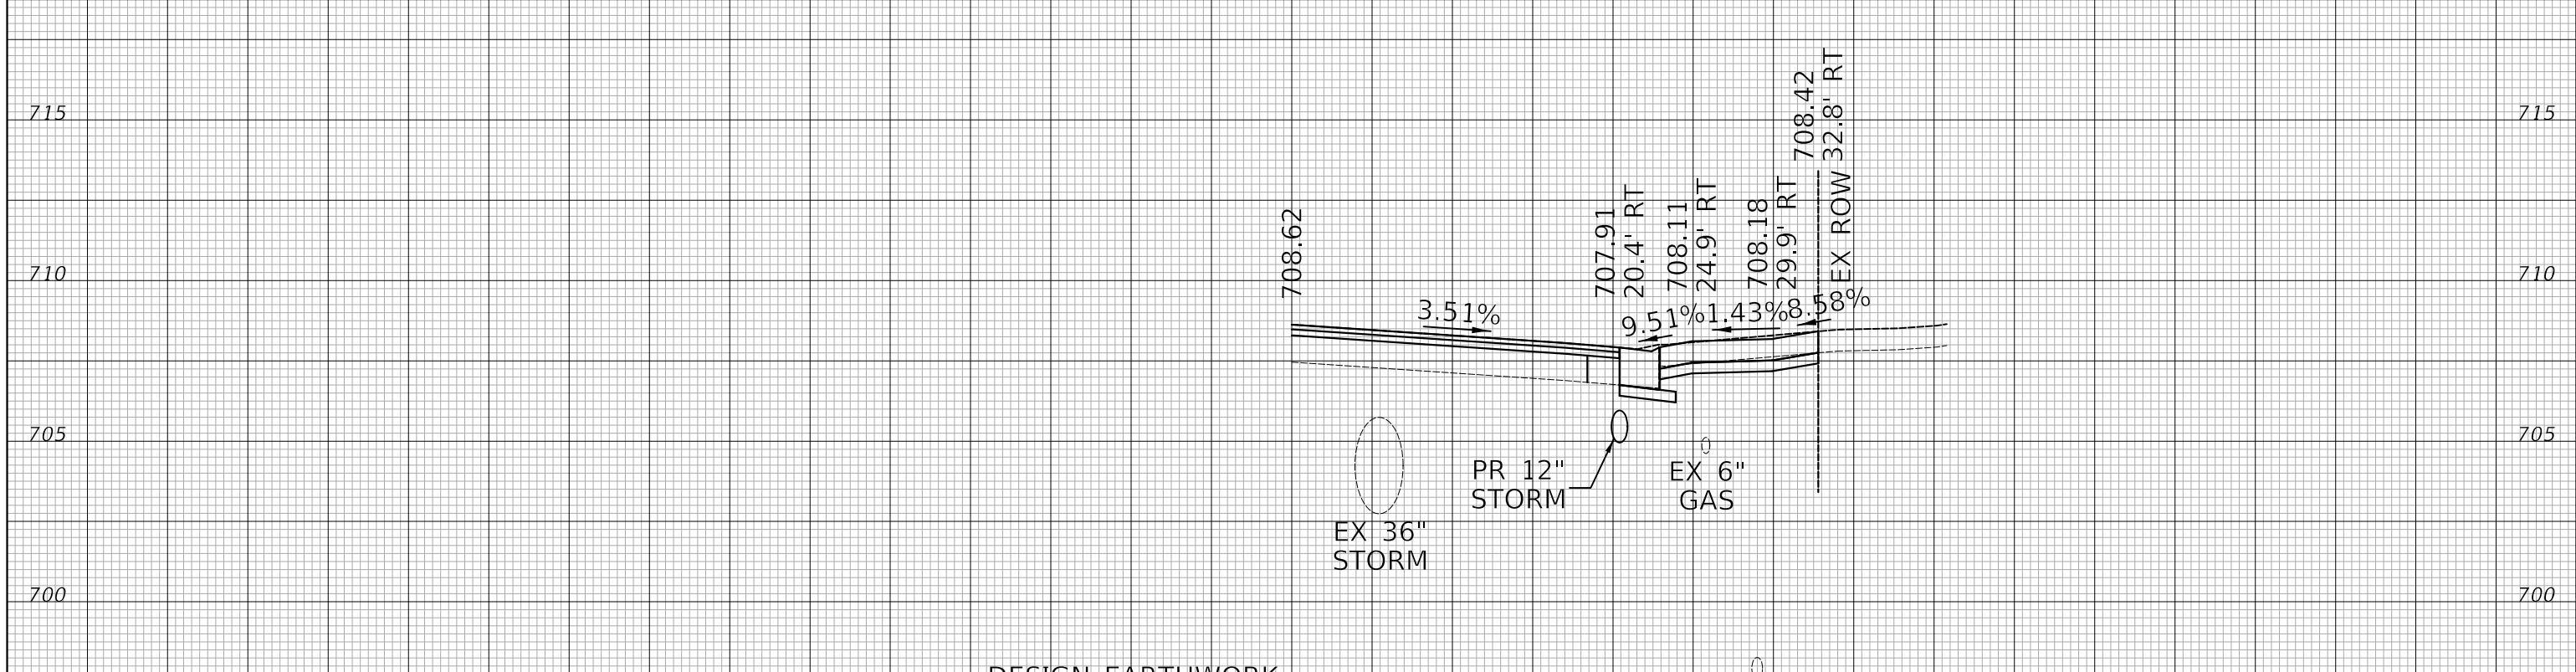 715
715
708.42
32.8' RT
EX ROW
708.62
707.91
20.4' RT
708.11
24.9' RT
708.18
29.9' RT
710
710
3.51%
9.51%
1.43%
8.58%
705
705
PR 12"
STORM
EX 6"
GAS
EX 36"
STORM
700
700
DESIGN EARTHWORK